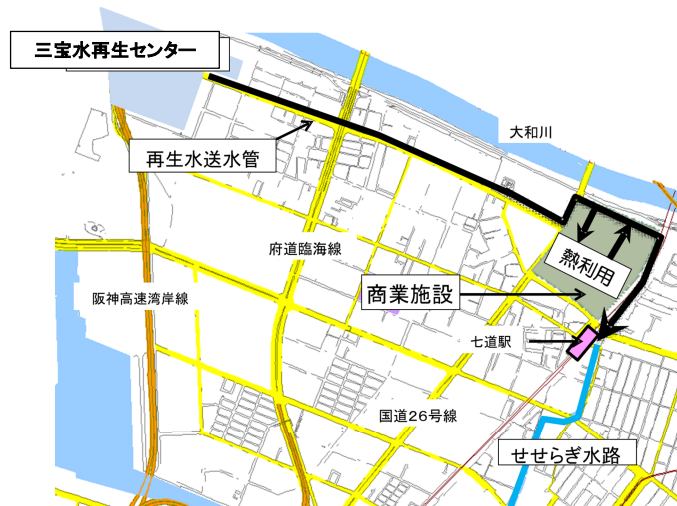 三宝水再生センター
大和川
再生水送水管
府道臨海線
熱利用
商業施設
阪神高速湾岸線
七道駅
国道26号線
せせらぎ水路